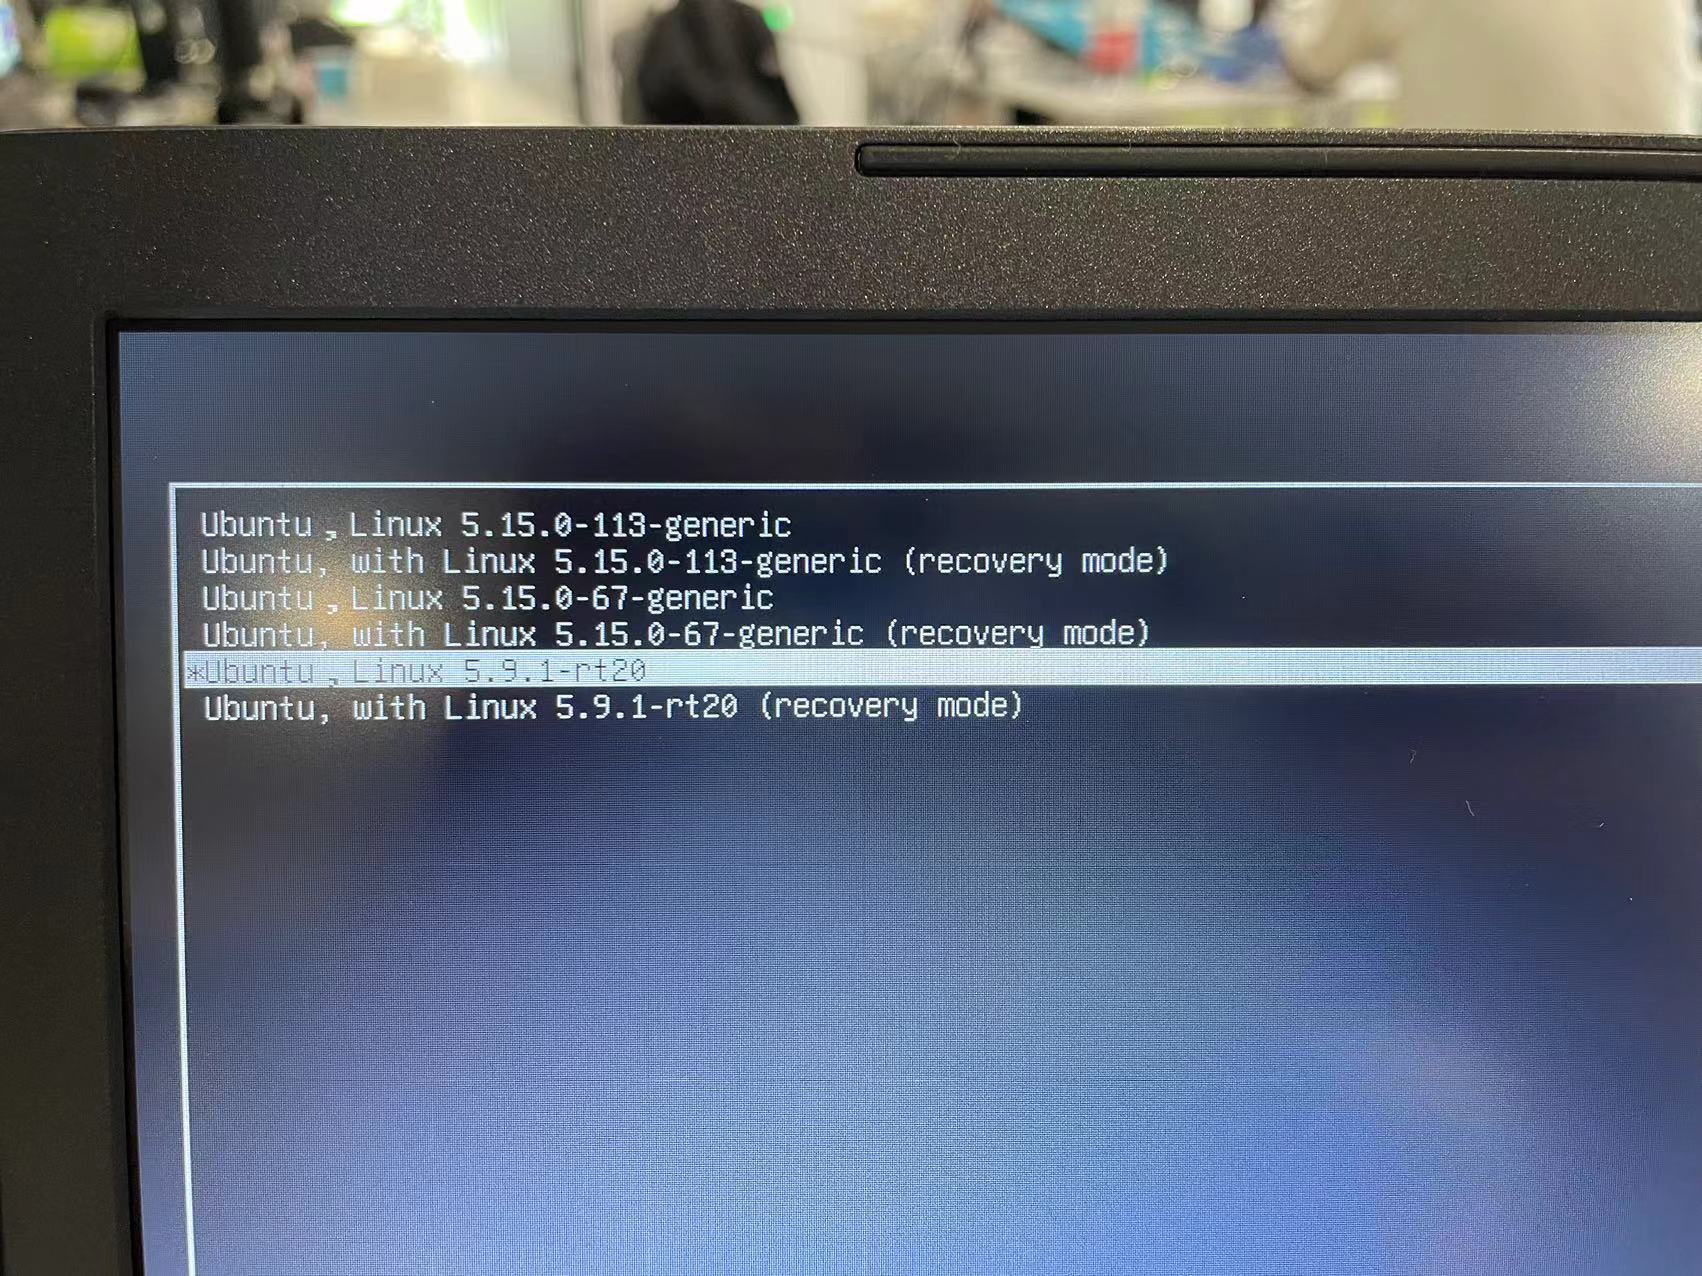 Ubuntu,Linux 5.15.0-113-generic
Ubuntu, with Linux 5.15.0-113-generic (recovery mode)
Ubuntu,Linux 5.15.0-67-generic
Ubuntu, with Linux 5.15.0-67-generic (recovery mode)
*Ubuntu,Linux 5.9.1-rt20
Ubuntu, with Linux 5.9.1-rt20 (recovery mode)